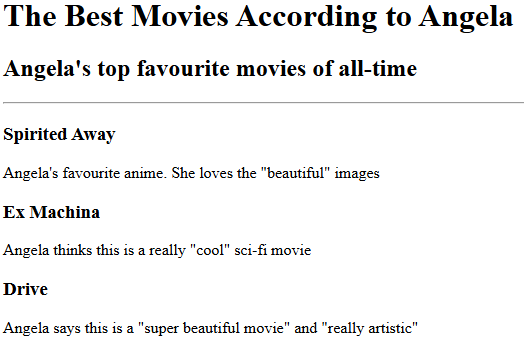 The Best Movies According to Angela
Angela's top favourite movies of all-time
Spirited Away
Angela's favourite anime. She loves the "beautiful" images
Ex Machina
Angela thinks this is a really "cool" sci-fi movie
Drive
Angela says this is a "super beautiful movie" and "really artistic"